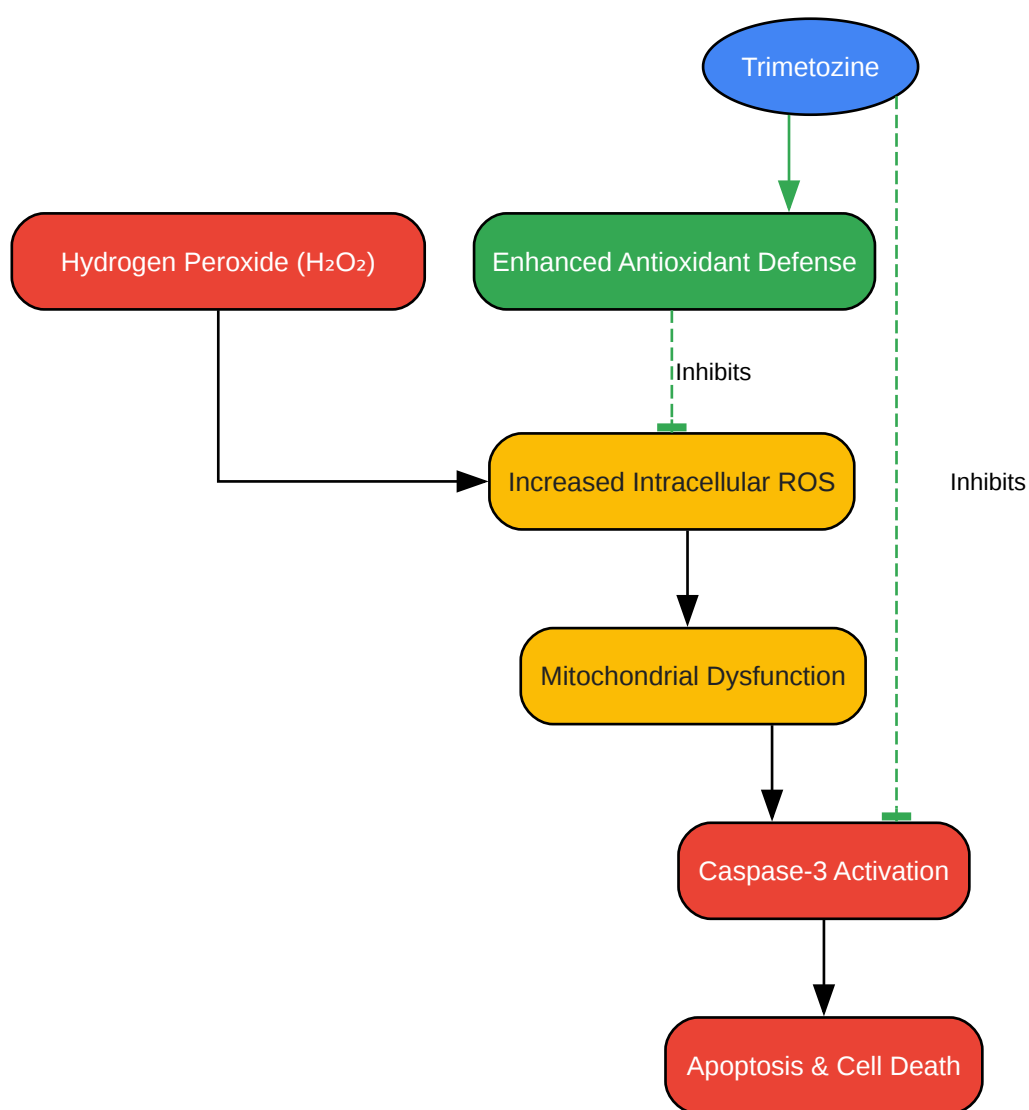 Trimetozine
Hydrogen Peroxide (H₂O₂)
Enhanced Antioxidant Defense
Inhibits
Increased Intracellular ROS
Inhibits
Mitochondrial Dysfunction
Caspase-3 Activation
Apoptosis & Cell Death